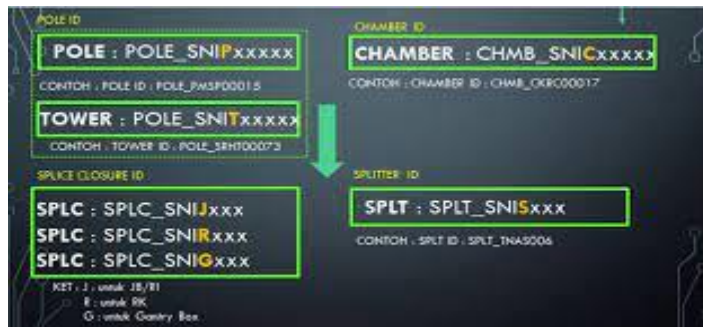 POLE ID
POLE : POLE_SNIPxxxxx
CONTOH : POLE ID : POLE_PMSP00015
TOWER : POLE_SNITxxxxx
CONTOH : TOWER ID : POLE_SRHT00073
CHAMBER ID
CHAMBER : CHMB_SNICxxxxx
CONTOH : CHAMBER ID : CHMB_CKRC00017
SPLICE CLOSURE ID
SPLC : SPLC_SNIJxxx
SPLC : SPLC_SNIRxxx
SPLC : SPLC_SNIGxxx
KET : J : untuk JB/
R : untuk RK
G : untuk Gantry Box
SPLITTER ID
SPLT : SPLT_SNISxxx
CONTOH : SPLT ID : SPLT_TNAS006